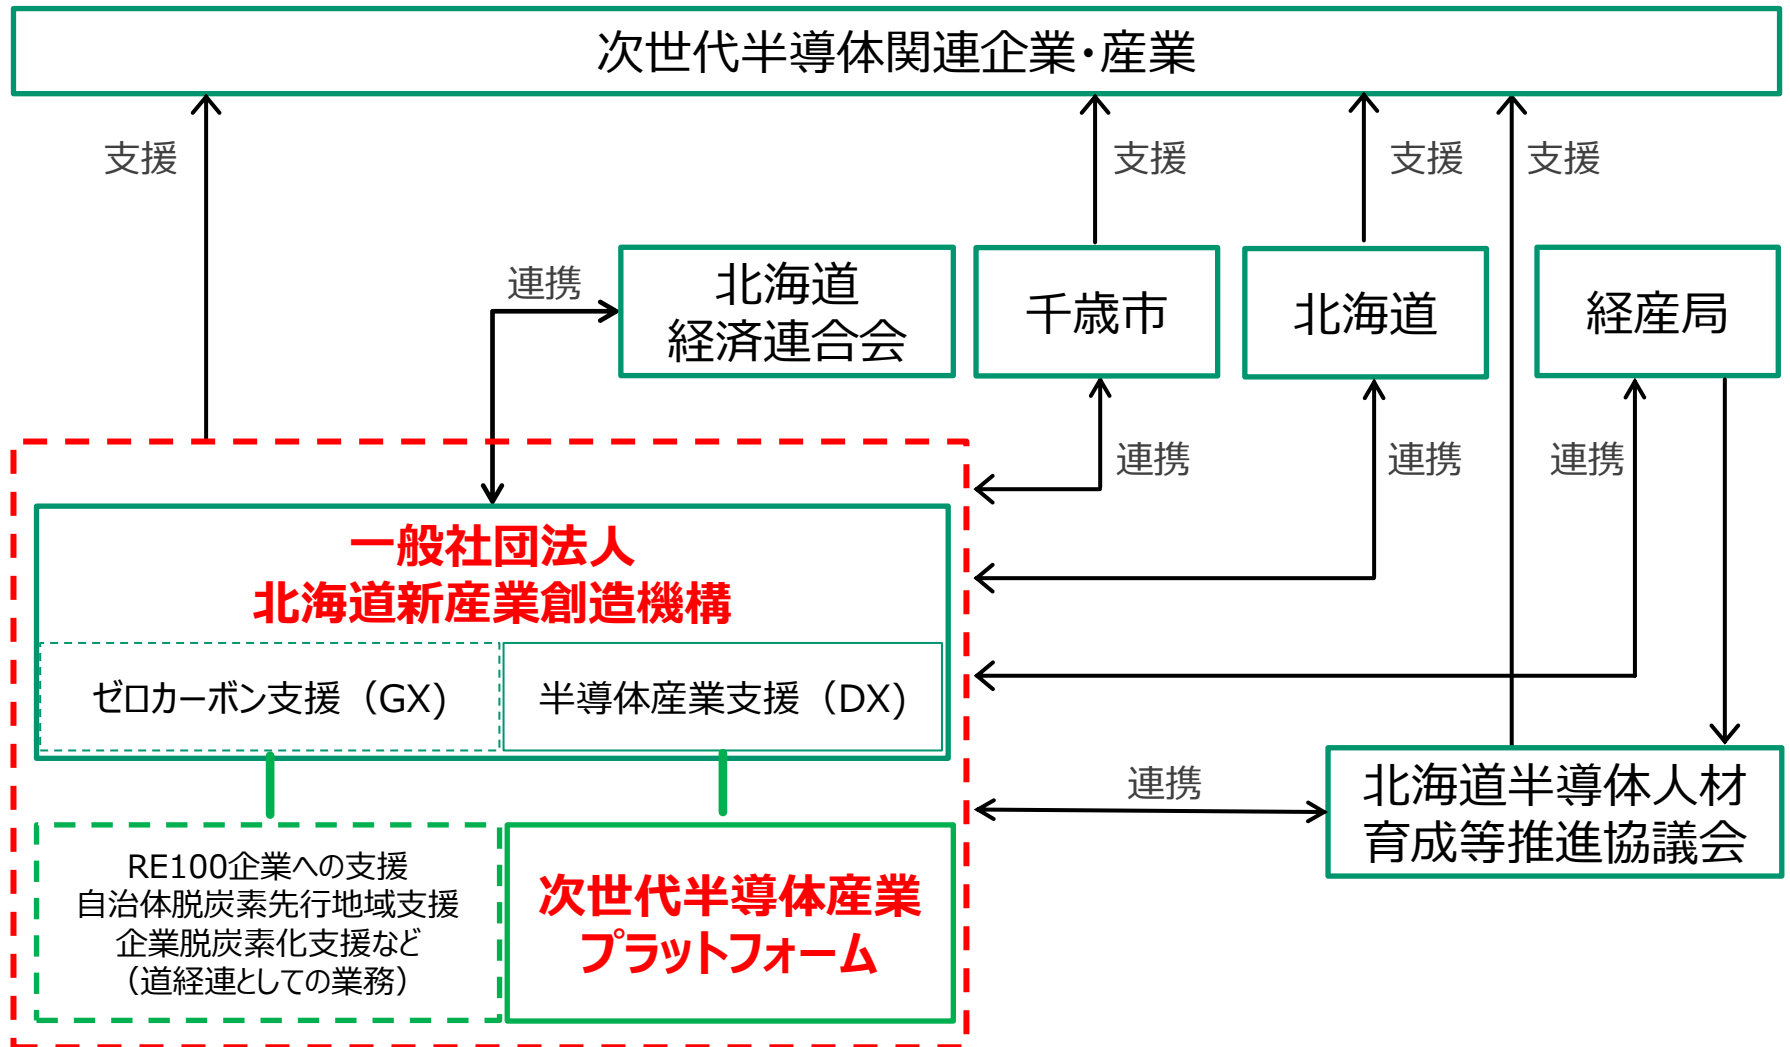 次世代半導体関連企業・産業
支援
支援
支援
支援
連携
北海道
経済連合会
千歳市
北海道
経産局
連携
連携
連携
一般社団法人
北海道新産業創造機構
ゼロカーボン支援（GX）
半導体産業支援（DX）
連携
北海道半導体人材
育成等推進協議会
RE100企業への支援
自治体脱炭素先行地域支援
企業脱炭素化支援など
（道経連としての業務）
次世代半導体産業
プラットフォーム